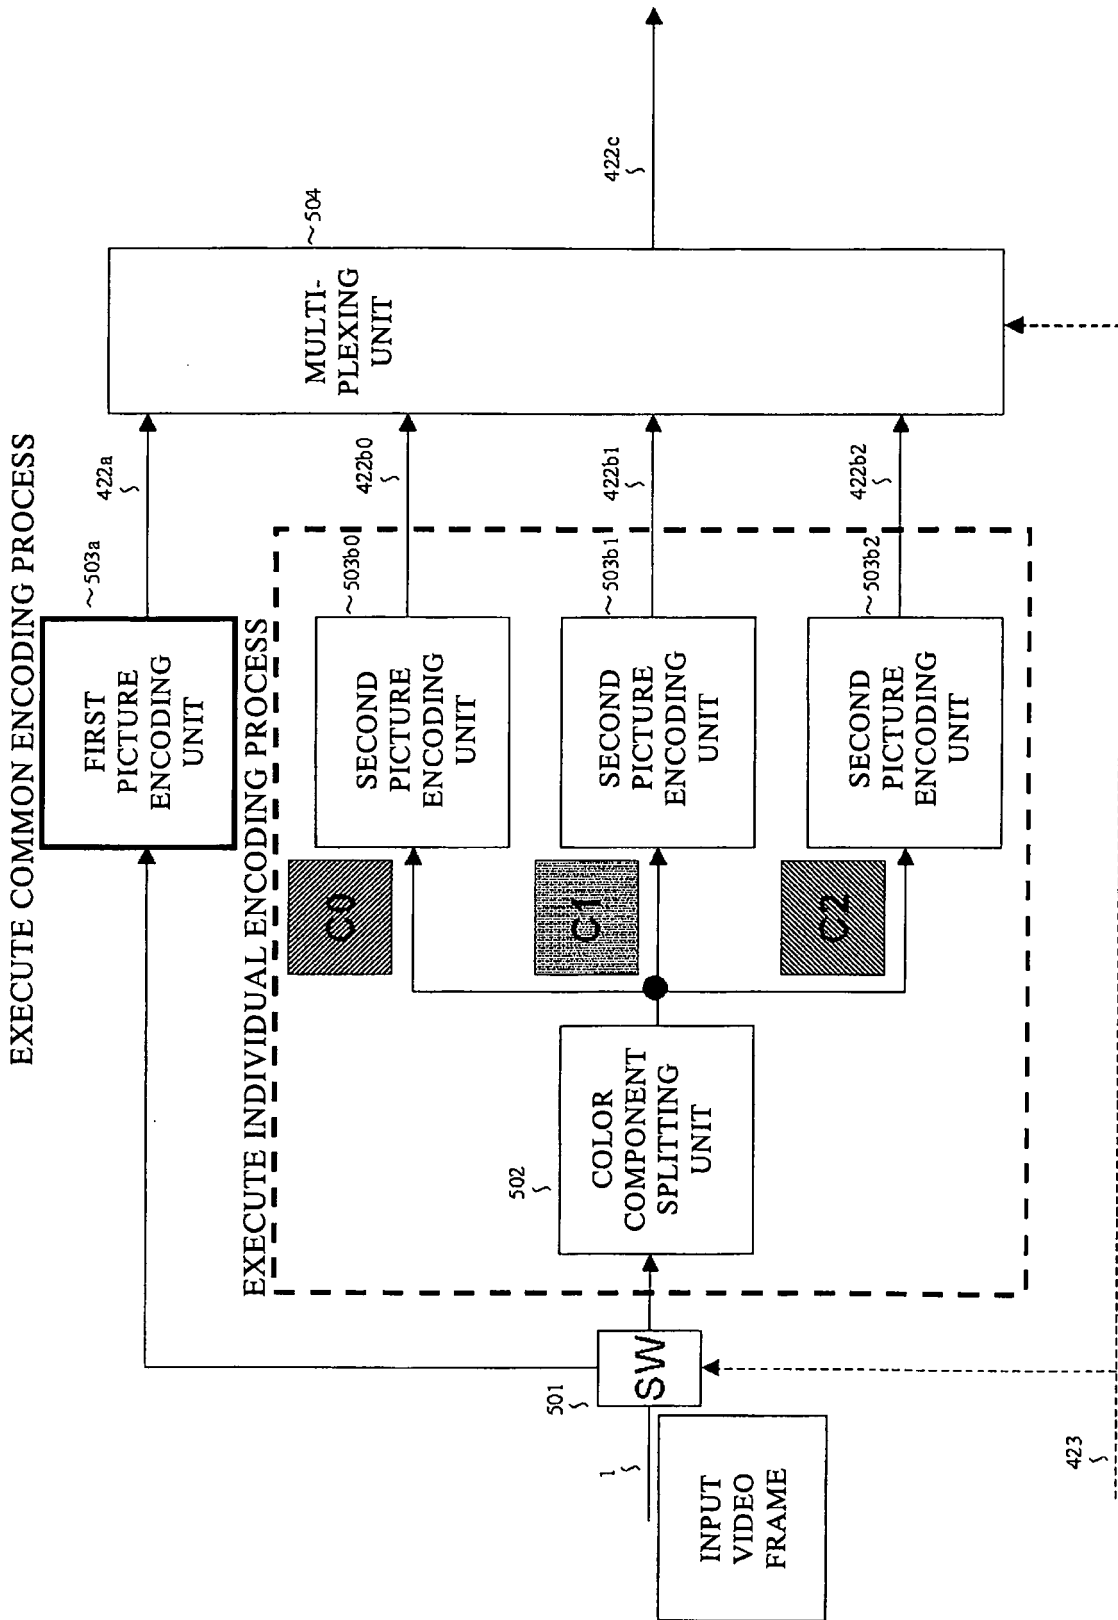 EXECUTE COMMON ENCODING PROCESS
FIRST
PICTURE
ENCODING
UNIT
503a
422a
EXECUTE INDIVIDUAL ENCODING PROCESS
INPUT
VIDEO
FRAME
1
501
SW
502
COLOR
COMPONENT
SPLITTING
UNIT
C0
SECOND
PICTURE
ENCODING
UNIT
503b0
422b0
C1
SECOND
PICTURE
ENCODING
UNIT
503b1
422b1
C2
SECOND
PICTURE
ENCODING
UNIT
503b2
422b2
MULTI-
PLEXING
UNIT
504
422c
423